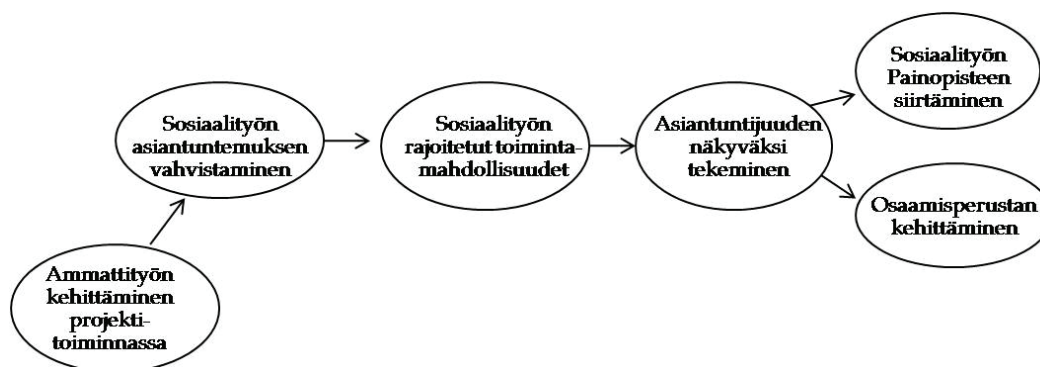 Ammattityön
kehittäminen
projekti-
toiminnassa
Sosiaalityön
asiantuntemuksen
vahvistaminen
Sosiaalityön
rajoitetut toiminta-
mahdollisuudet
Asiantuntijuuden
näkyväksi
tekeminen
Sosiaalityön
Painopisteen
siirtäminen
Osaamisperustan
kehittäminen